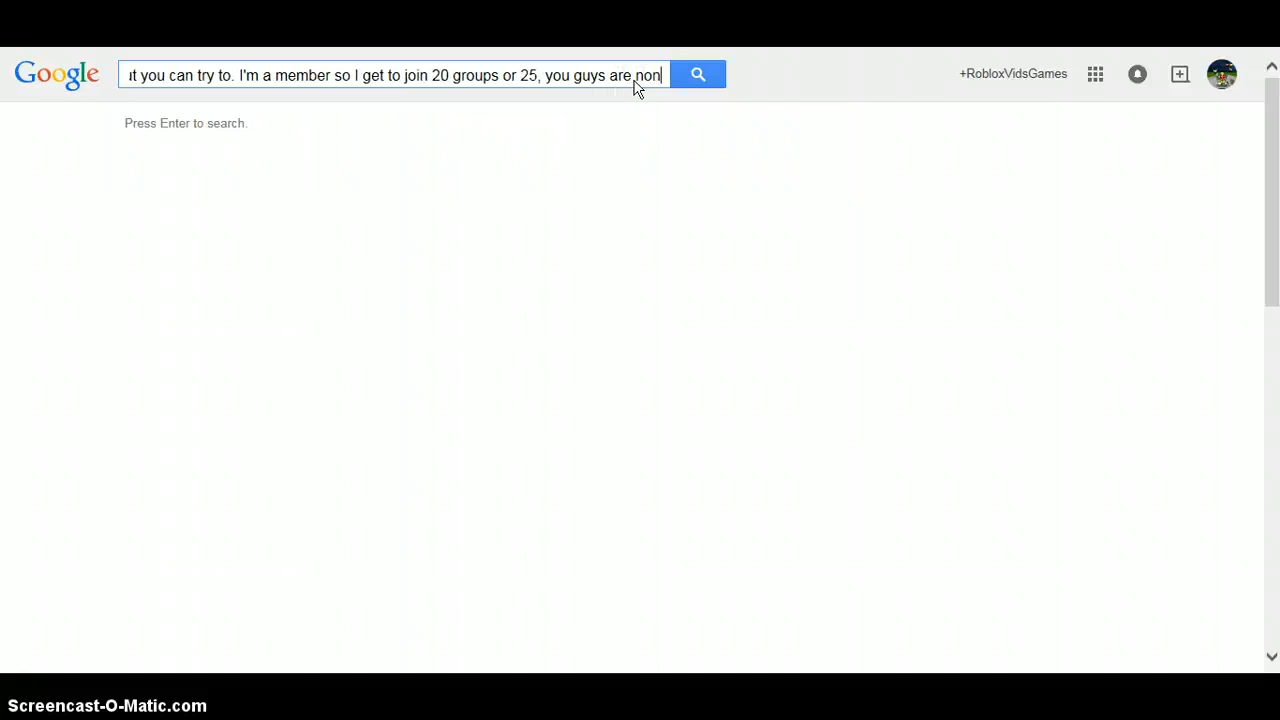 Google
ut you can try to. I'm a member so I get to join 20 groups or 25, you guys are non
+RobloxVidsGames
Press Enter to search.
Screencast-O-Matic.com